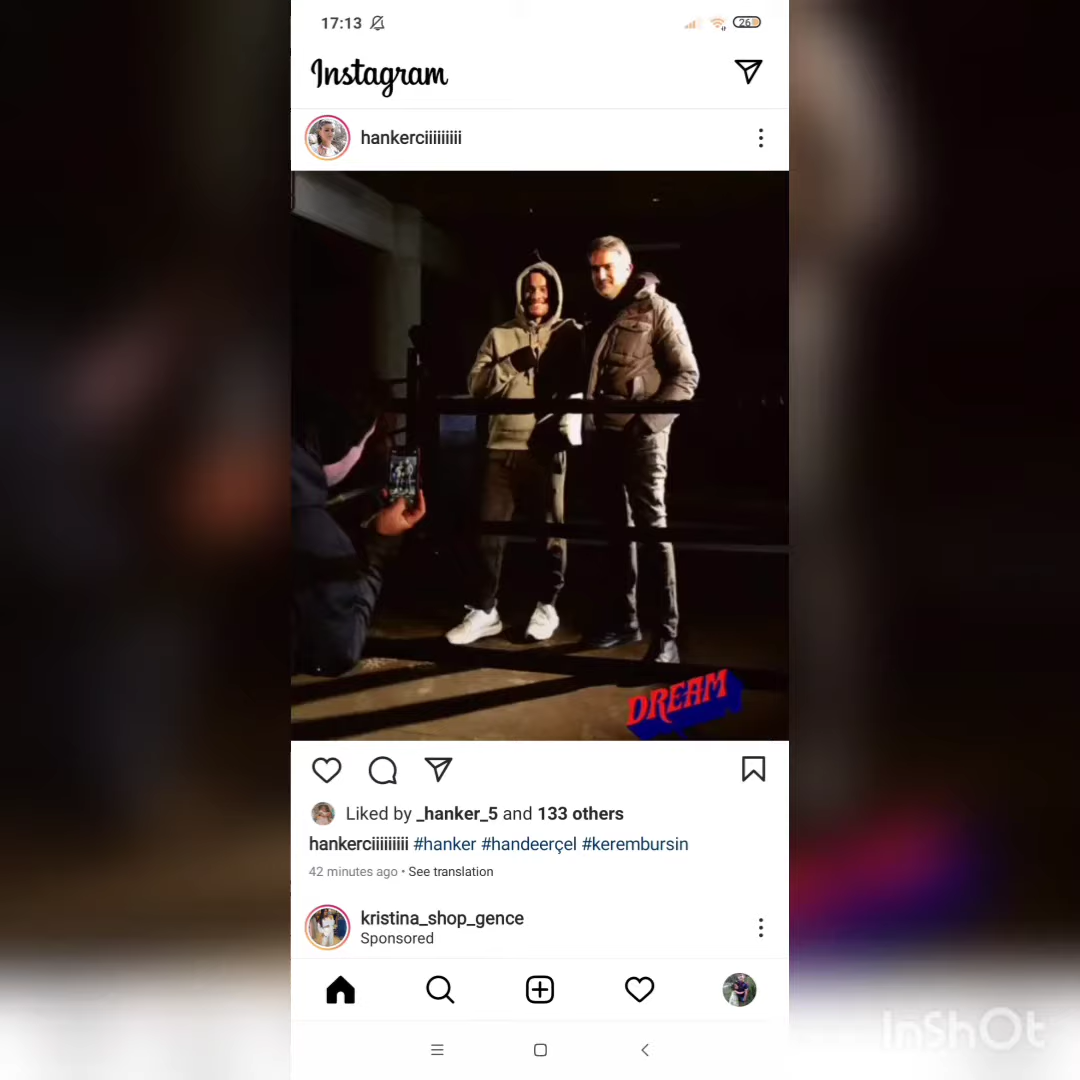 17:13
26
Instagram
hankerciiiiiiiii
DREAM
Liked by _hanker_5 and 133 others
hankerciiiiiiiii #hanker #handeerçel #kerembursin
42 minutes ago • See translation
kristina_shop_gence
Sponsored
InShOt